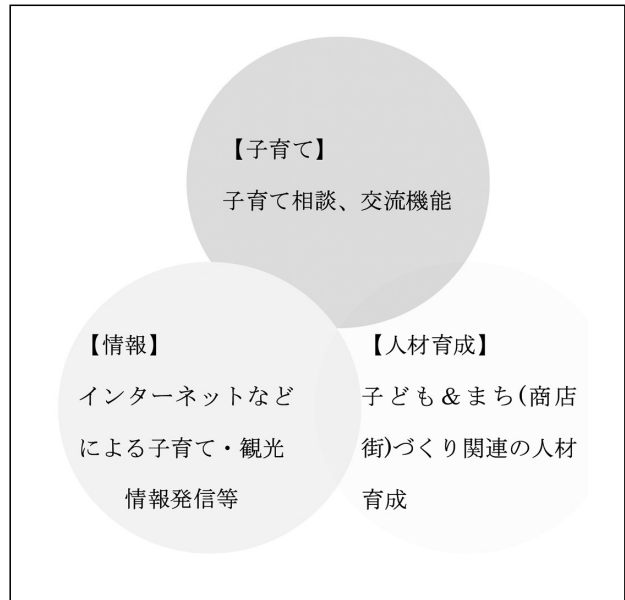 【子育て】
子育て相談、交流機能
【情報】
インターネットなど
による子育て・観光
情報発信等
【人材育成】
子ども＆まち(商店
街)づくり関連の人材
育成